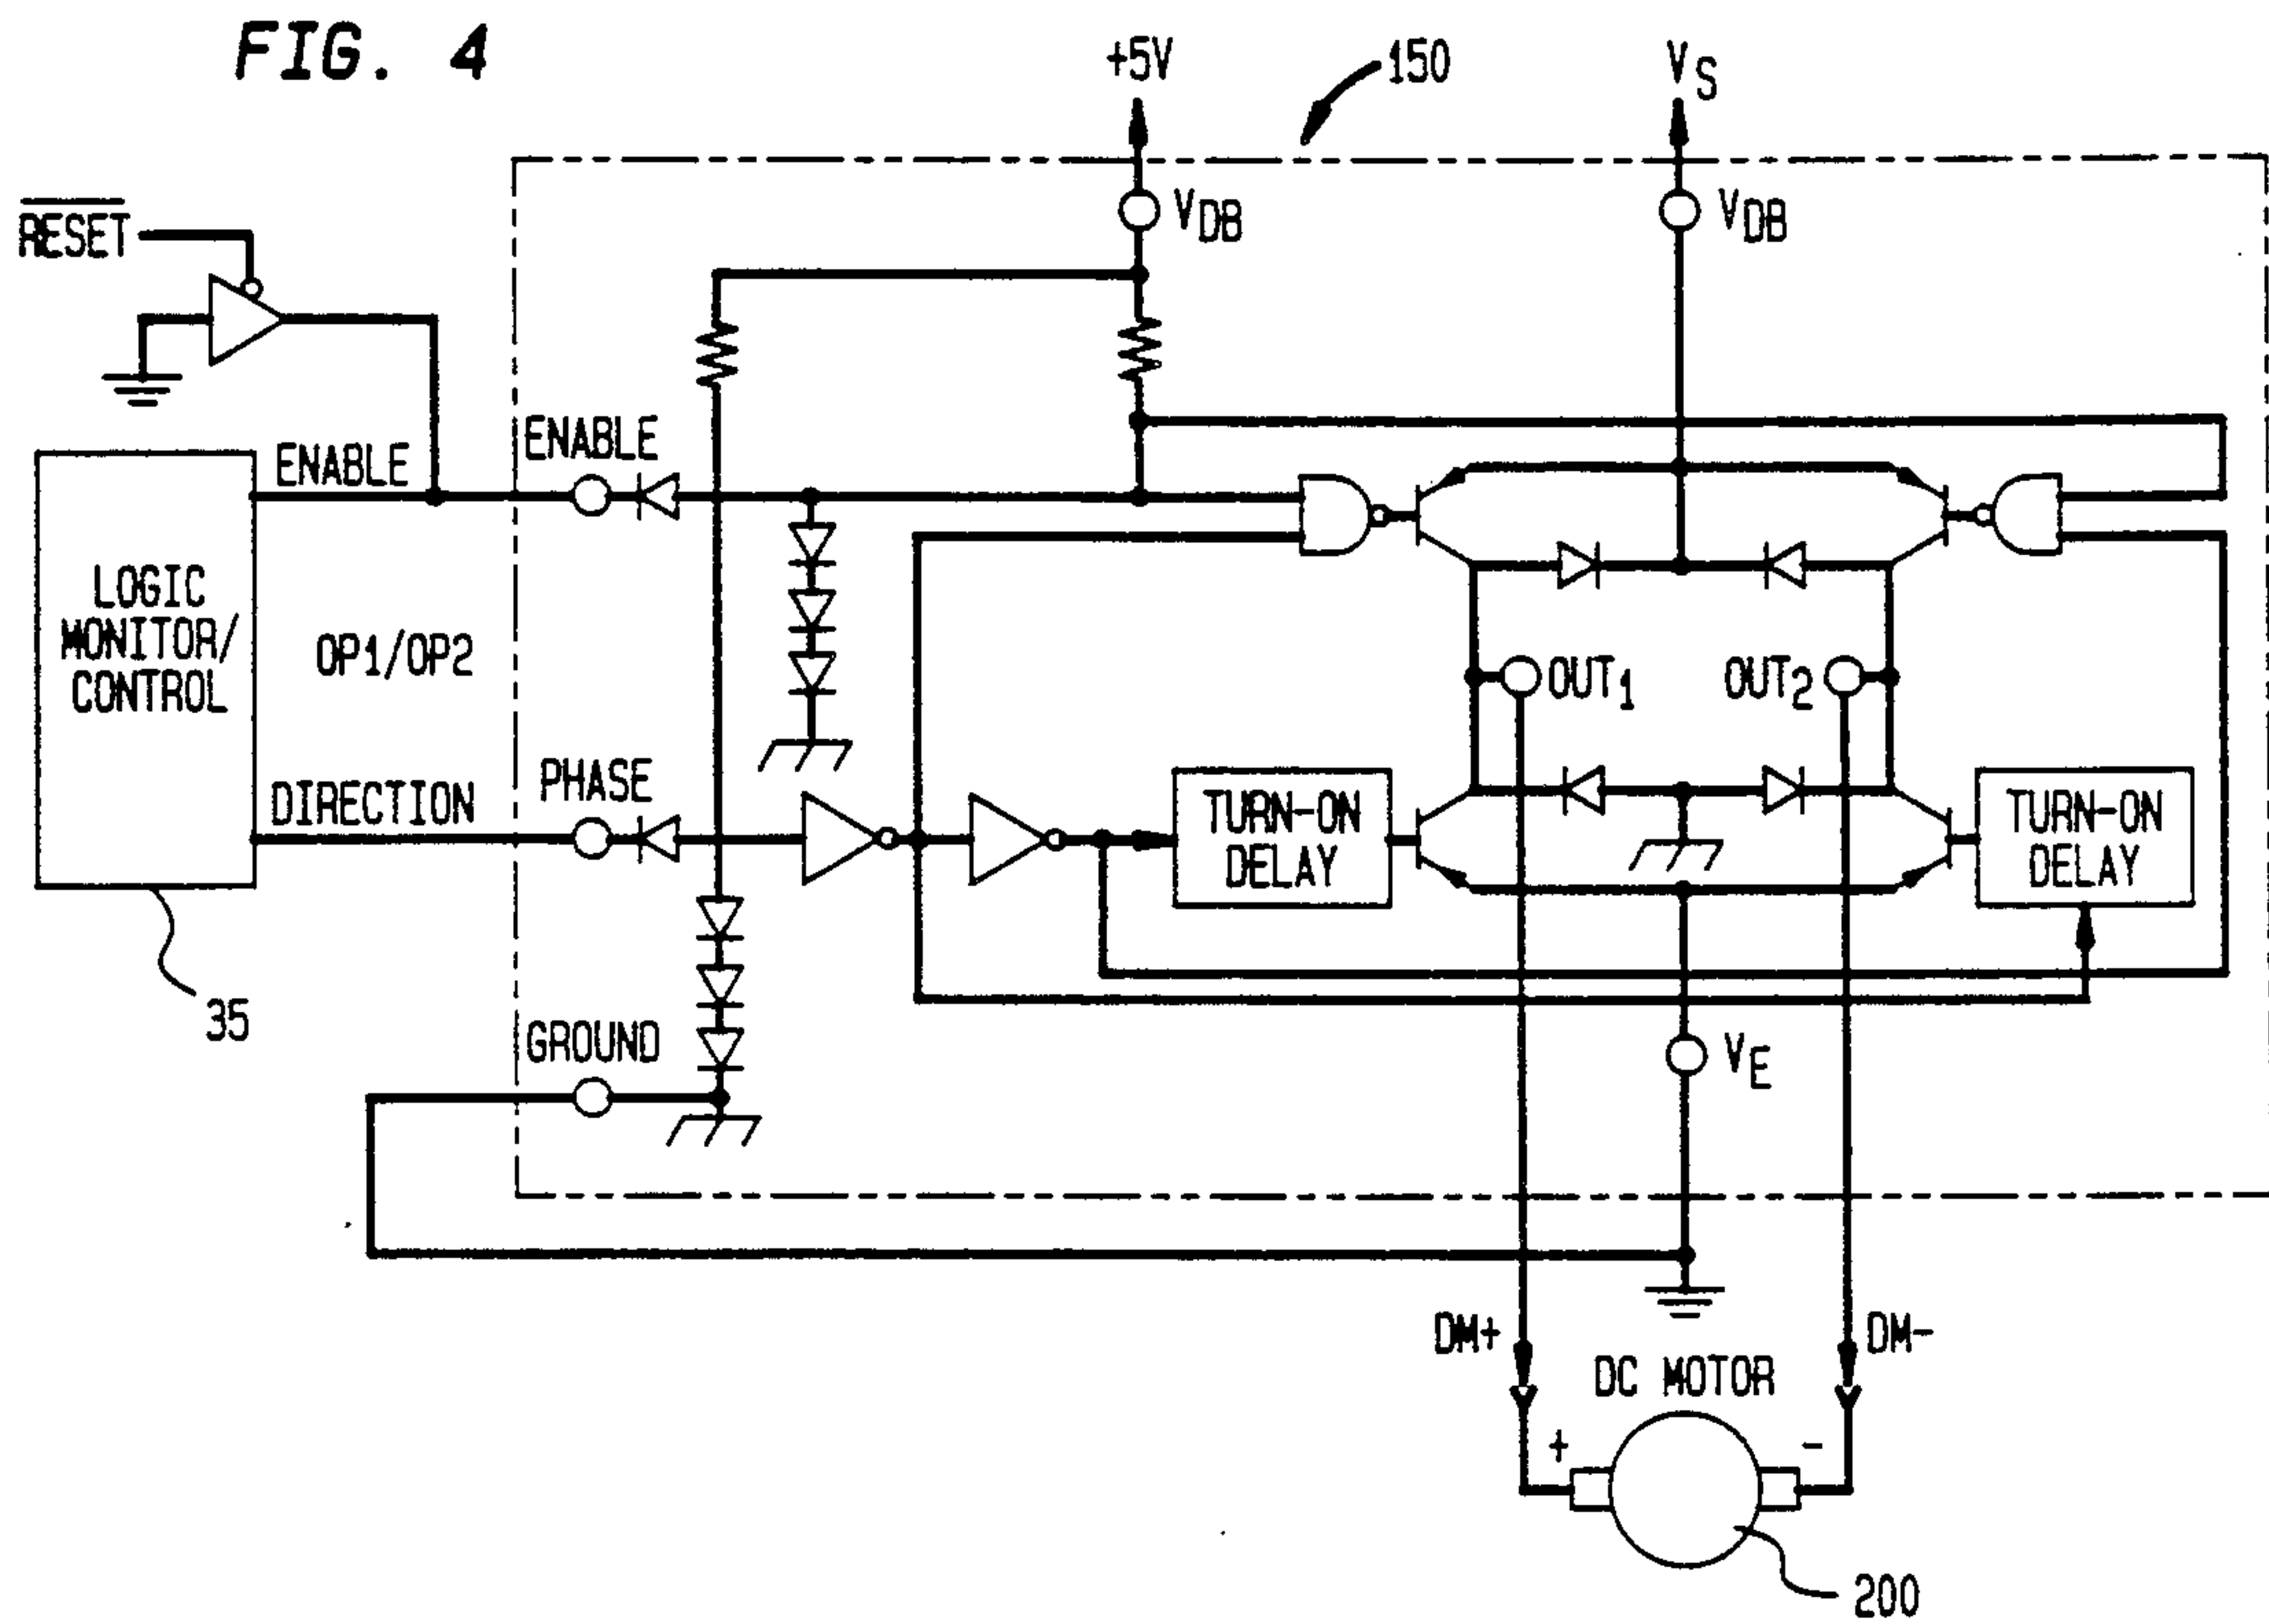 FIG. 4
+5V
150
VS
VDB
VDB
RESET
ENABLE
ENABLE
LOGIC
MONITOR/
CONTROL
OP1/OP2
OUT1
OUT2
DIRECTION
PHASE
TURN-ON
DELAY
TURN-ON
DELAY
35
GROUND
VE
DM+
DM-
DC MOTOR
+
-
200